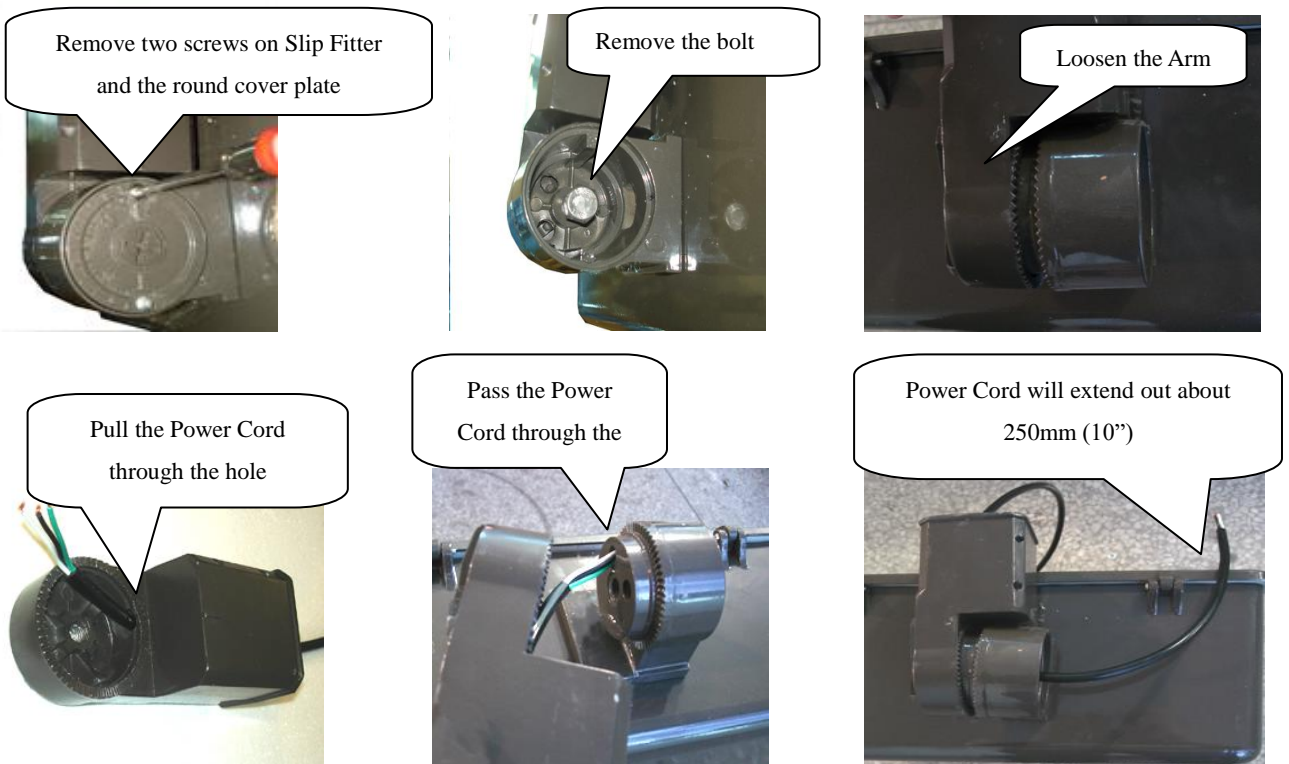 Remove two screws on Slip Fitter
and the round cover plate
Remove the bolt
Loosen the Arm
Pull the Power Cord
through the hole
Pass the Power
Cord through the
Power Cord will extend out about
250mm (10”)